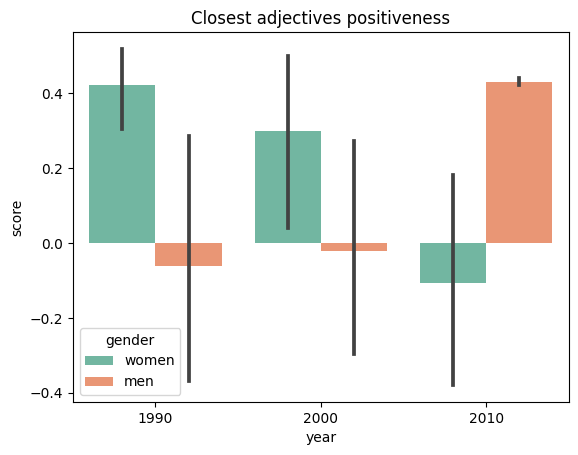 Closest adjectives positiveness
0.4
0.2
0.0
−0.2
−0.4
score
gender
women
men
1990
2000
2010
year